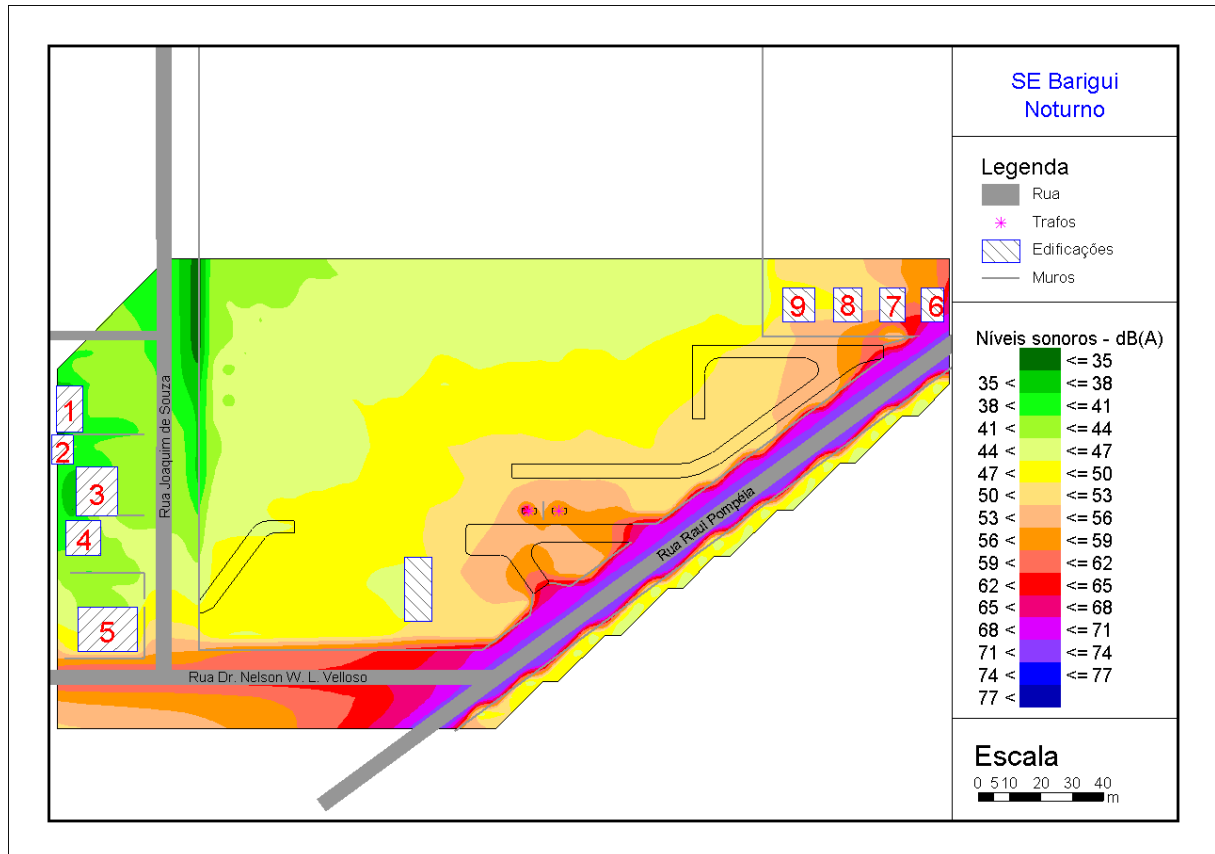 SE Barigui
Noturno
Legenda
Rua
Trafos
Edificações
Muros
Níveis sonoros - dB(A)
<= 35
35 < <= 38
38 < <= 41
41 < <= 44
44 < <= 47
47 < <= 50
50 < <= 53
53 < <= 56
56 < <= 59
59 < <= 62
62 < <= 65
65 < <= 68
68 < <= 71
71 < <= 74
74 < <= 77
77 <
Escala
0 5 10 20 30 40
m
9 8 7 6
1
2
3
4
5
Rua Joaquim de Souza
Rua Raul Pompéia
Rua Dr. Nelson W. L. Velloso